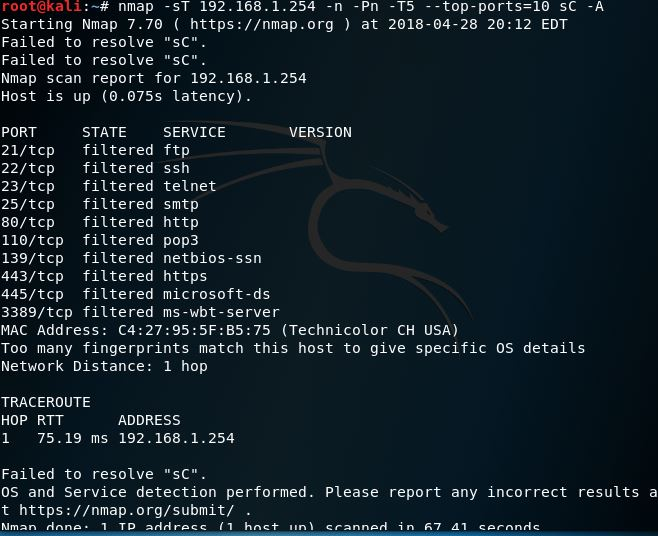 root@kali:~# nmap -sT 192.168.1.254 -n -Pn -T5 --top-ports=10 sC -A
Starting Nmap 7.70 ( https://nmap.org ) at 2018-04-28 20:12 EDT
Failed to resolve "sC".
Failed to resolve "sC".
Nmap scan report for 192.168.1.254
Host is up (0.075s latency).
PORT     STATE    SERVICE       VERSION
21/tcp   filtered ftp
22/tcp   filtered ssh
23/tcp   filtered telnet
25/tcp   filtered smtp
80/tcp   filtered http
110/tcp  filtered pop3
139/tcp  filtered netbios-ssn
443/tcp  filtered https
445/tcp  filtered microsoft-ds
3389/tcp filtered ms-wbt-server
MAC Address: C4:27:95:5F:B5:75 (Technicolor CH USA)
Too many fingerprints match this host to give specific OS details
Network Distance: 1 hop
TRACEROUTE
HOP RTT      ADDRESS
1   75.19 ms 192.168.1.254
Failed to resolve "sC".
OS and Service detection performed. Please report any incorrect results a
t https://nmap.org/submit/ .
Nmap done: 1 IP address (1 host up) scanned in 67.41 seconds